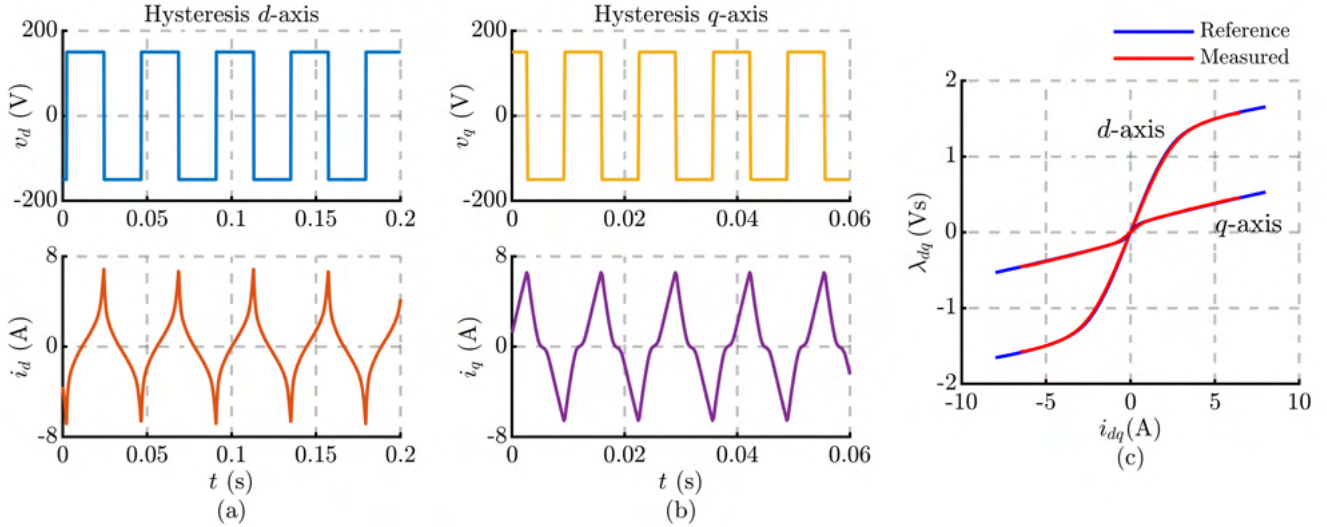 Hysteresis d-axis
200
0
-200
v_d (V)
0 0.05 0.1 0.15 0.2
8
0
-8
i_d (A)
0 0.05 0.1 0.15 0.2
t (s)
(a)
Hysteresis q-axis
200
0
-200
v_q (V)
0 0.02 0.04 0.06
8
0
-8
i_q (A)
0 0.02 0.04 0.06
t (s)
(b)
Reference
Measured
d-axis
q-axis
2
1
0
-1
-2
λ_dq (Vs)
-10 -5 0 5 10
i_dq(A)
(c)